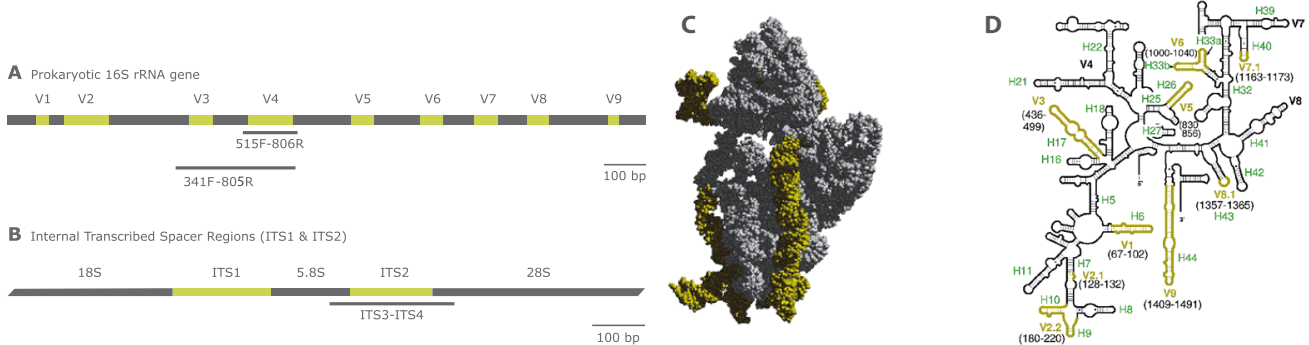 A Prokaryotic 16S rRNA gene
V1 V2 V3 V4 V5 V6 V7 V8 V9
515F-806R
341F-805R
100 bp
B Internal Transcribed Spacer Regions (ITS1 & ITS2)
18S ITS1 5.8S ITS2 28S
ITS3-ITS4
100 bp
C
D
H39
V7
H22
V6
H33a
H40
(1000-1040)
H33b
V4
V7.1
(1163-1173)
H21
H26
H32
V3
H18
H25
V5
V8
(436-
499)
(830
856)
H27
H17
H41
H16
H42
5'
V8.1
(1357-1365)
H5
H6
3'
H43
V1
(67-102)
H44
H7
H11
V2.1
(128-132)
V9
(1409-1491)
H10
H8
V2.2
(180-220)
H9